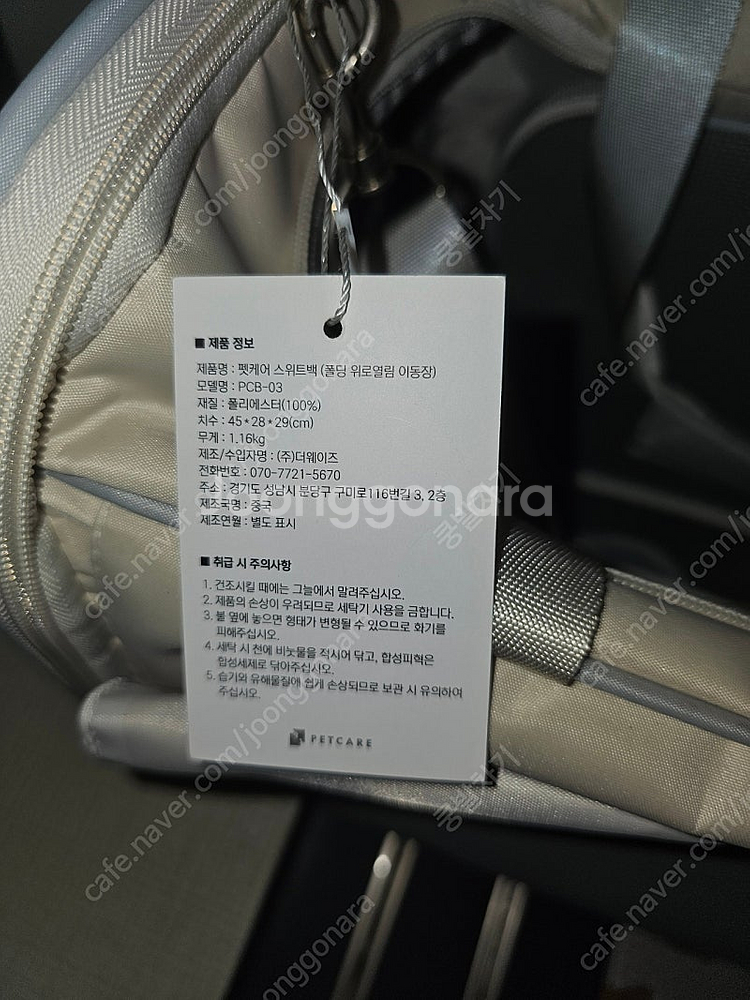 ■ 제품 정보
제품명 : 펫케어 스위트백 (폴딩 위로열림 이동장)
모델명 : PCB-03
재질 : 폴리에스터(100%)
치수 : 45*28*29(cm)
무게 : 1.16kg
제조/수입자명 : (주)더웨이즈
전화번호 : 070-7721-5670
주소 : 경기도 성남시 분당구 구미로116번길 3, 2층
제조국명 : 중국
제조연월 : 별도 표시
■ 취급 시 주의사항
1. 건조시킬 때에는 그늘에서 말려주십시오.
2. 제품의 손상이 우려되므로 세탁기 사용을 금합니다.
3. 불 옆에 놓으면 형태가 변형될 수 있으므로 화기를
피해주십시오.
4. 세탁 시 천에 비눗물을 적시어 닦고, 합성피혁은
합성세제로 닦아주십시오.
5. 습기와 유해물질에 쉽게 손상되므로 보관 시 유의하여
주십시오.
PETCARE
Joonggonara
cafe.naver.com/joonggonara
콩발차기